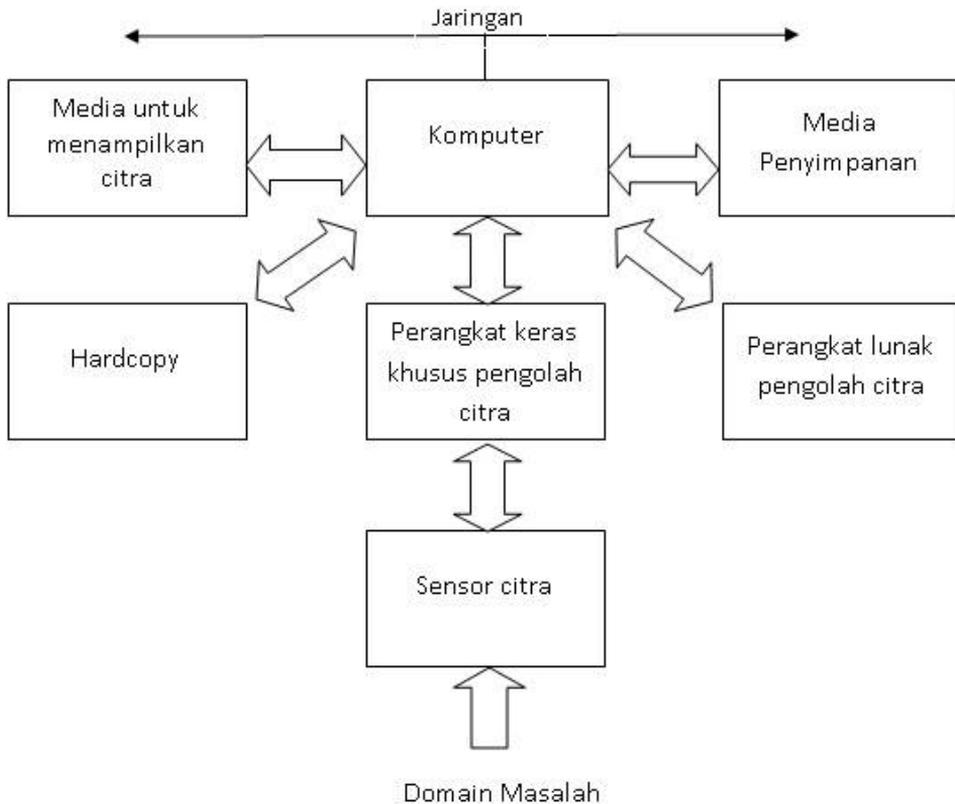 Jaringan
Media untuk
menampilkan
citra
Komputer
Media
Penyimpanan
Hardcopy
Perangkat keras
khusus pengolah
citra
Perangkat lunak
pengolah citra
Sensor citra
Domain Masalah